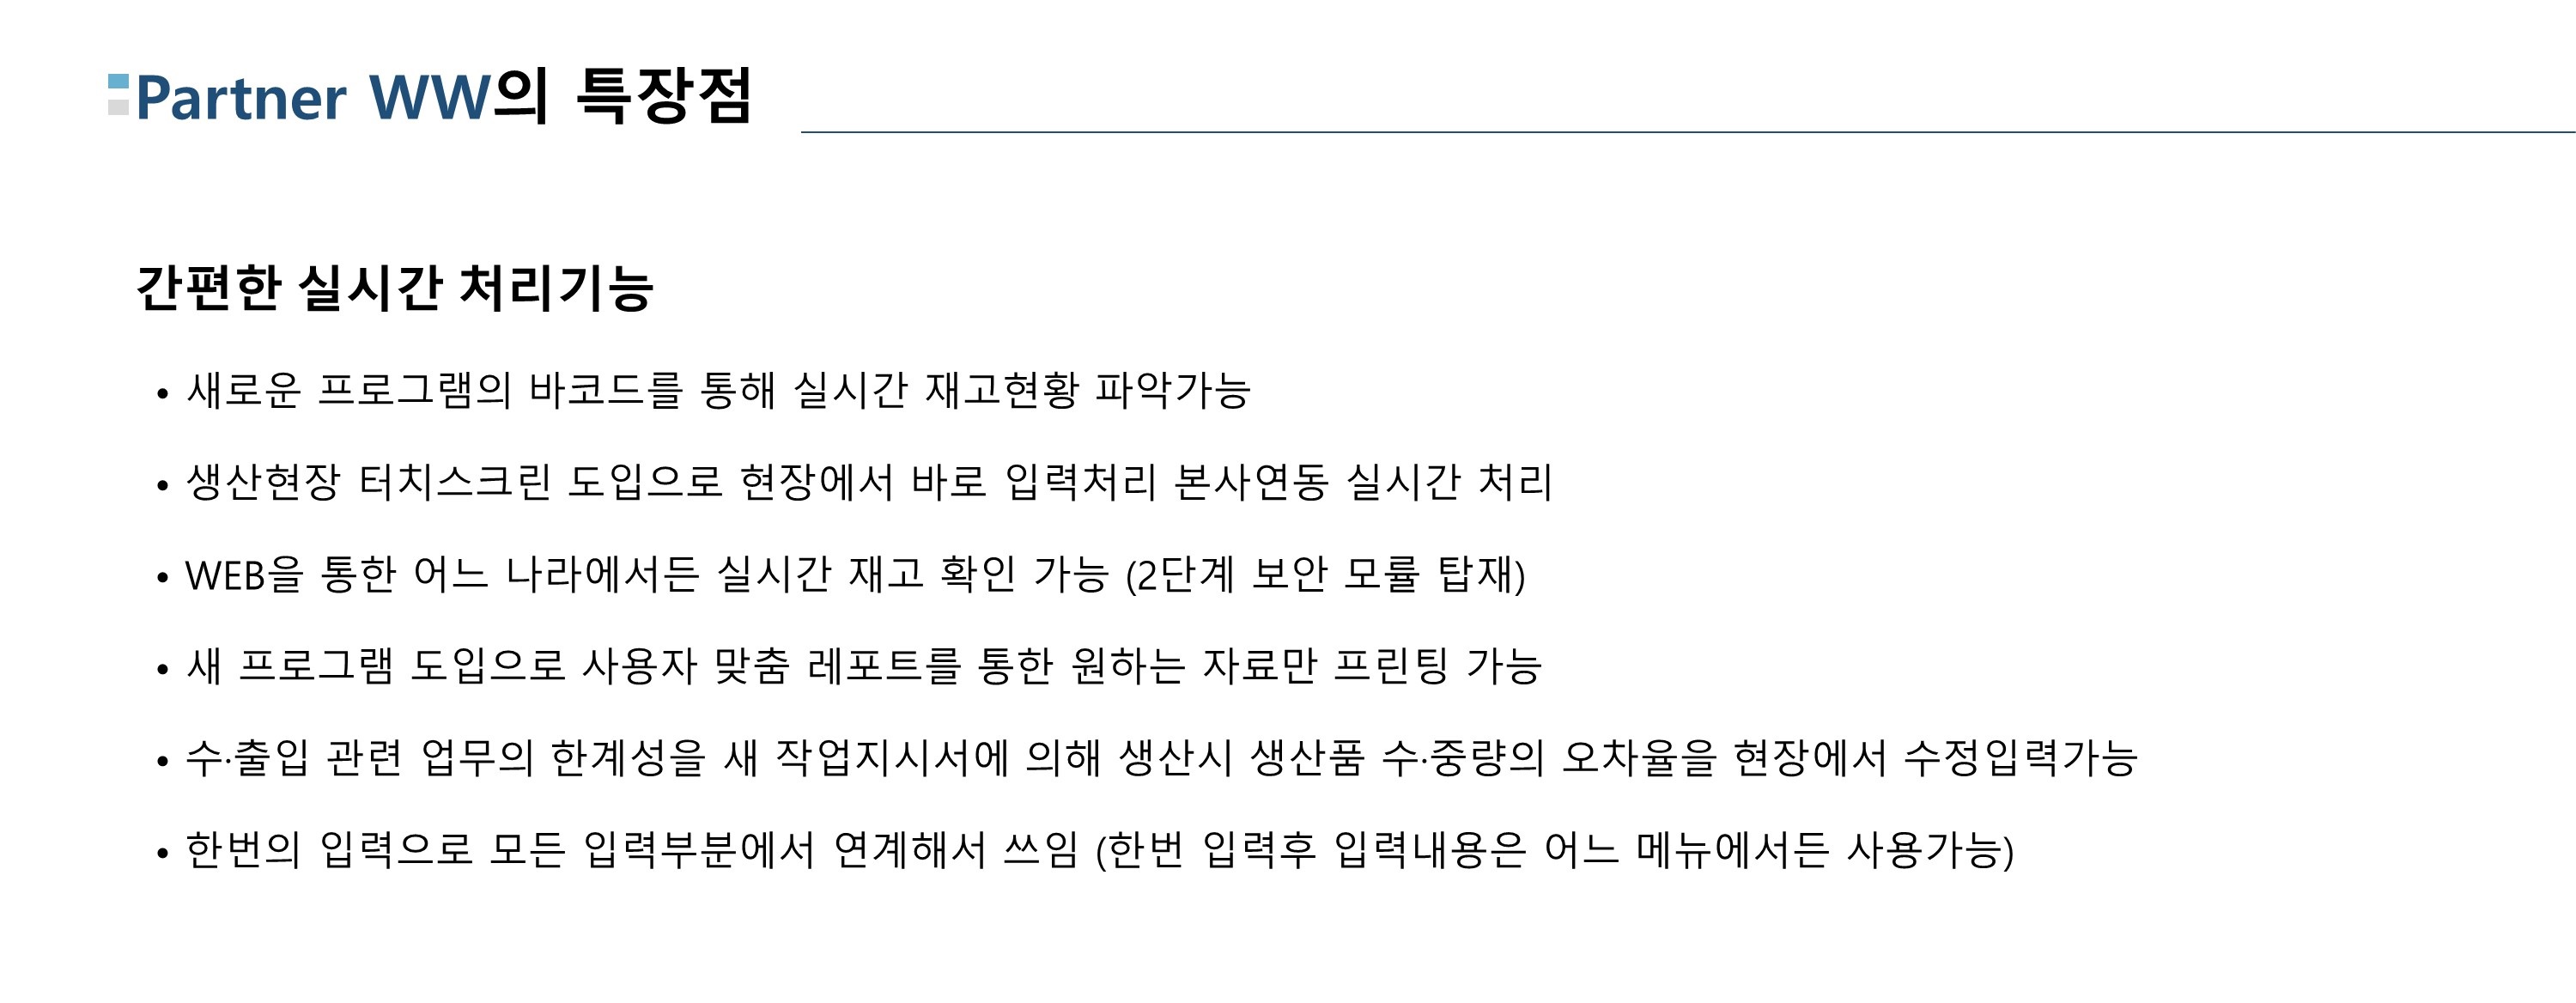 Partner WW의 특장점
간편한 실시간 처리기능
• 새로운 프로그램의 바코드를 통해 실시간 재고현황 파악가능
• 생산현장 터치스크린 도입으로 현장에서 바로 입력처리 본사연동 실시간 처리
• WEB을 통한 어느 나라에서든 실시간 재고 확인 가능 (2단계 보안 모듈 탑재)
• 새 프로그램 도입으로 사용자 맞춤 레포트를 통한 원하는 자료만 프린팅 가능
• 수·출입 관련 업무의 한계성을 새 작업지시서에 의해 생산시 생산품 수·중량의 오차율을 현장에서 수정입력가능
• 한번의 입력으로 모든 입력부분에서 연계해서 쓰임 (한번 입력후 입력내용은 어느 메뉴에서든 사용가능)